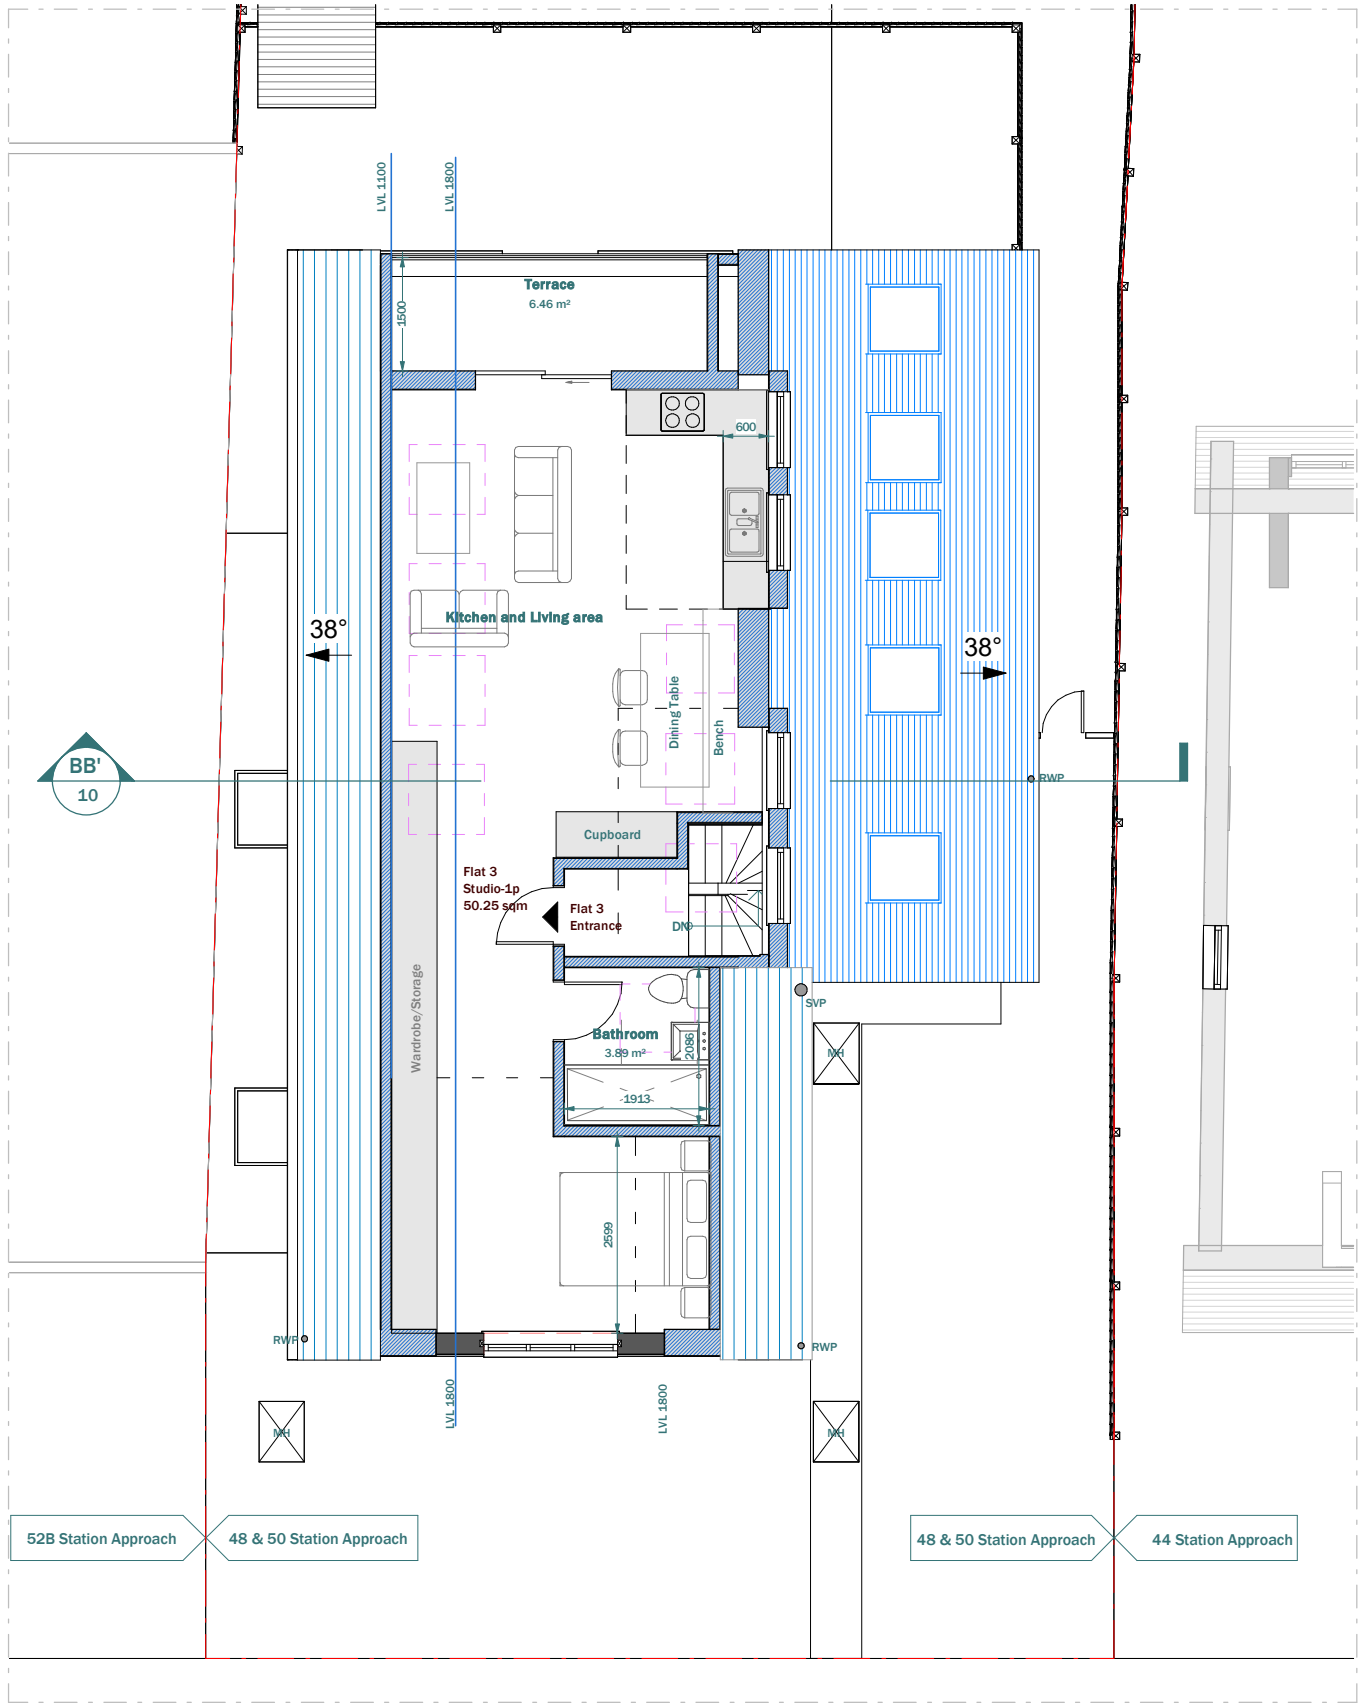 LVL 1100
LVL 1800
Terrace
6.46 m²
1500
600
Kitchen and Living area
38°
38°
Dining Table
Bench
BB'
10
RWP
Cupboard
Flat 3
Studio-1p
50.25 sqm
Flat 3
Entrance
DN
Wardrobe/Storage
SVP
Bathroom
3.89 m²
2086
MH
1913
2599
RWP
RWP
LVL 1800
LVL 1800
MH
MH
52B Station Approach
48 & 50 Station Approach
48 & 50 Station Approach
44 Station Approach